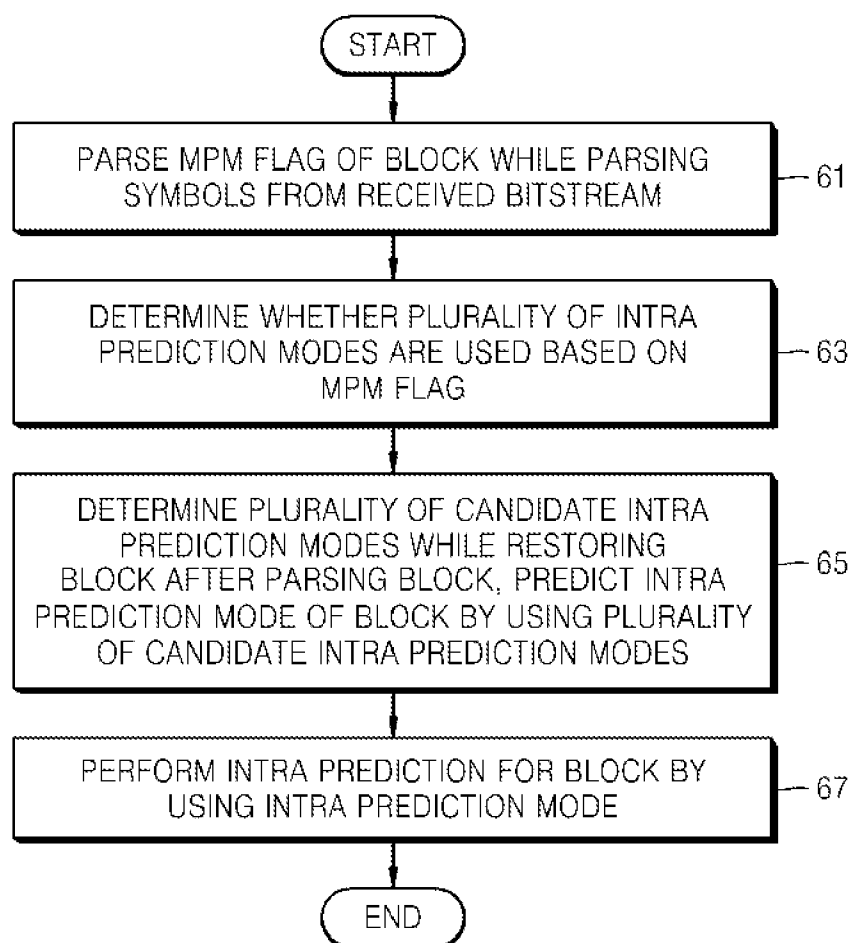 START
PARSE MPM FLAG OF BLOCK WHILE PARSING
SYMBOLS FROM RECEIVED BITSTREAM
61
DETERMINE WHETHER PLURALITY OF INTRA
PREDICTION MODES ARE USED BASED ON
MPM FLAG
63
DETERMINE PLURALITY OF CANDIDATE INTRA
PREDICTION MODES WHILE RESTORING
BLOCK AFTER PARSING BLOCK, PREDICT INTRA
PREDICTION MODE OF BLOCK BY USING PLURALITY
OF CANDIDATE INTRA PREDICTION MODES
65
PERFORM INTRA PREDICTION FOR BLOCK BY
USING INTRA PREDICTION MODE
67
END